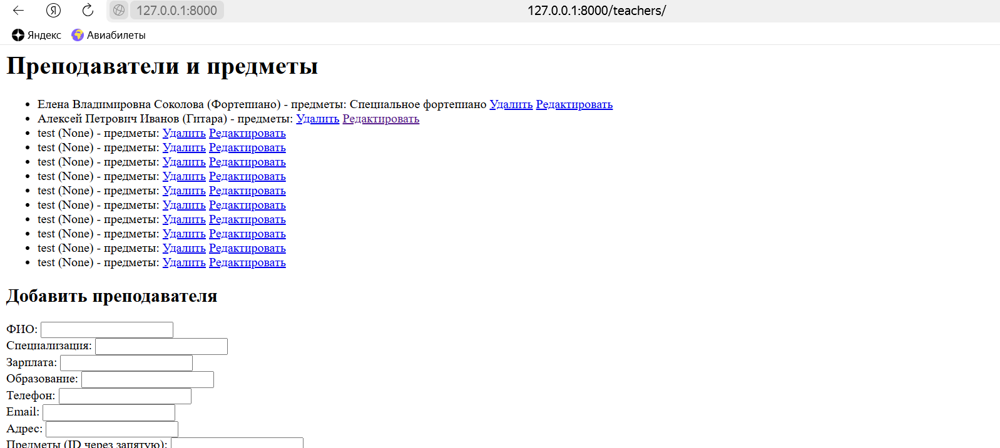 127.0.0.1:8000 127.0.0.1:8000/teachers/
Яндекс Авиабилеты
Преподаватели и предметы
Елена Владимировна Соколова (Фортепиано) - предметы: Специальное фортепиано Удалить Редактировать
Алексей Петрович Иванов (Гитара) - предметы: Удалить Редактировать
test (None) - предметы: Удалить Редактировать
test (None) - предметы: Удалить Редактировать
test (None) - предметы: Удалить Редактировать
test (None) - предметы: Удалить Редактировать
test (None) - предметы: Удалить Редактировать
test (None) - предметы: Удалить Редактировать
test (None) - предметы: Удалить Редактировать
test (None) - предметы: Удалить Редактировать
test (None) - предметы: Удалить Редактировать
test (None) - предметы: Удалить Редактировать
Добавить преподавателя
ФИО:
Специализация:
Зарплата:
Образование:
Телефон:
Email:
Адрес:
Предметы (ID через запятую):